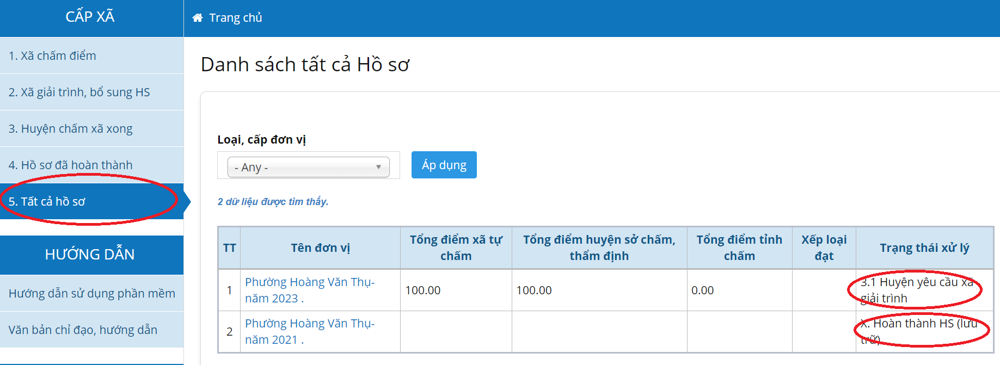 CẤP XÃ
Trang chủ
1. Xã chấm điểm
2. Xã giải trình, bổ sung HS
3. Huyện chấm xã xong
4. Hồ sơ đã hoàn thành
5. Tất cả hồ sơ
HƯỚNG DẪN
Hướng dẫn sử dụng phần mềm
Văn bản chỉ đạo, hướng dẫn
Danh sách tất cả Hồ sơ
Loại, cấp đơn vị
- Any -
Áp dụng
2 dữ liệu được tìm thấy.
TT
Tên đơn vị
Tổng điểm xã tự
chấm
Tổng điểm huyện sở chấm,
thẩm định
Tổng điểm tỉnh
chấm
Xếp loại
đạt
Trạng thái xử lý
1
Phường Hoàng Văn Thụ-
năm 2023 .
100.00
100.00
0.00
3.1 Huyện yêu cầu xã
giải trình
2
Phường Hoàng Văn Thụ-
năm 2021 .
X. Hoàn thành HS (lưu
trữ)